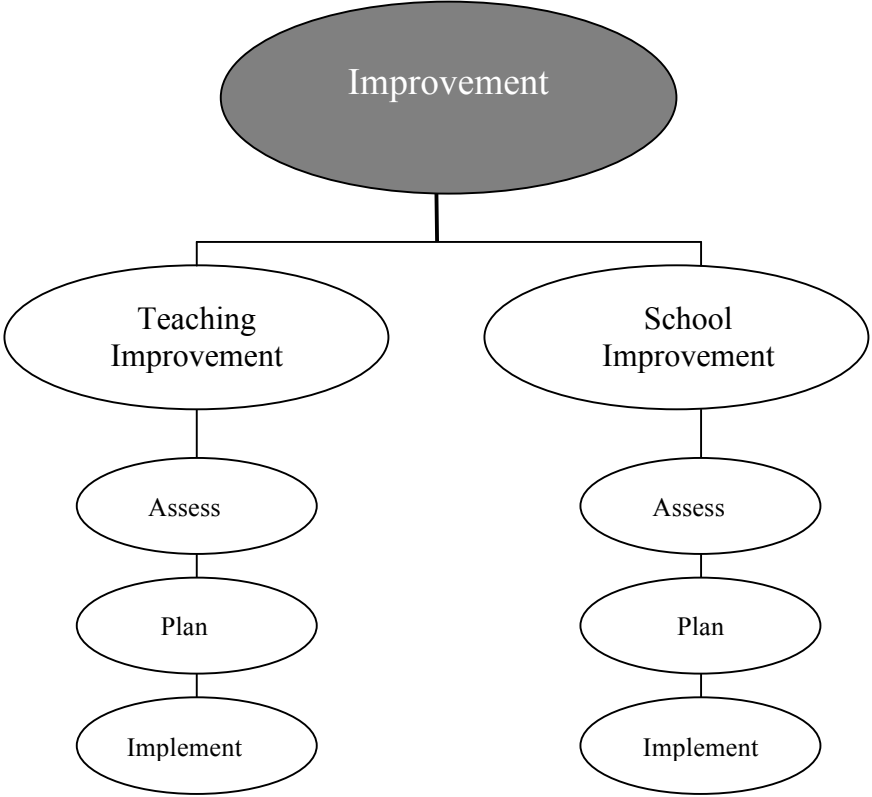 Improvement
Teaching
Improvement
School
Improvement
Assess
Assess
Plan
Plan
Implement
Implement